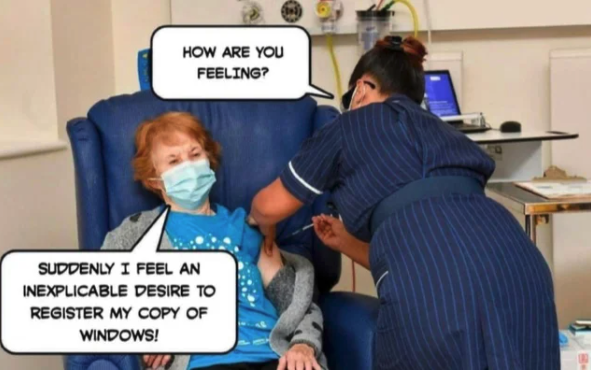 HOW ARE YOU
FEELING?
SUDDENLY I FEEL AN
INEXPLICABLE DESIRE TO
REGISTER MY COPY OF
WINDOWS!